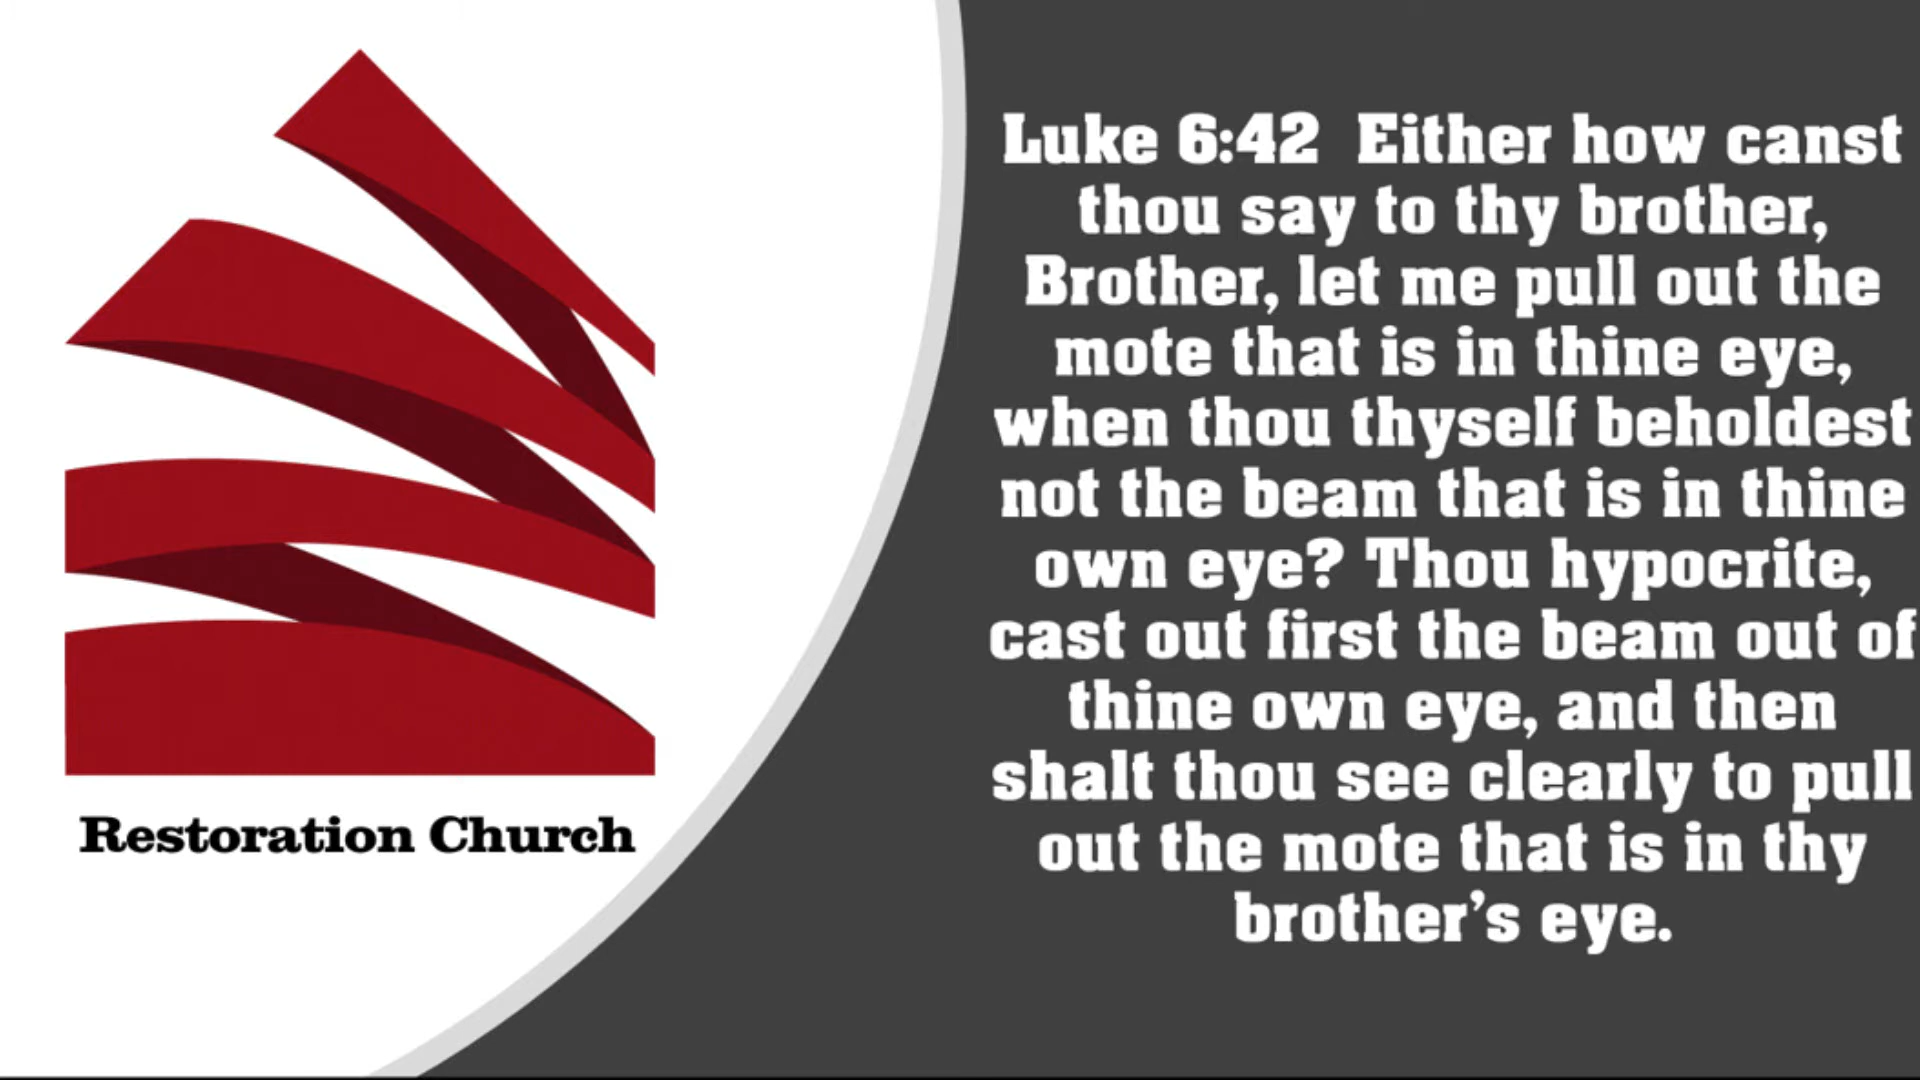 Restoration Church
Luke 6:42  Either how canst
thou say to thy brother,
Brother, let me pull out the
mote that is in thine eye,
when thou thyself beholdest
not the beam that is in thine
own eye? Thou hypocrite,
cast out first the beam out of
thine own eye, and then
shalt thou see clearly to pull
out the mote that is in thy
brother’s eye.